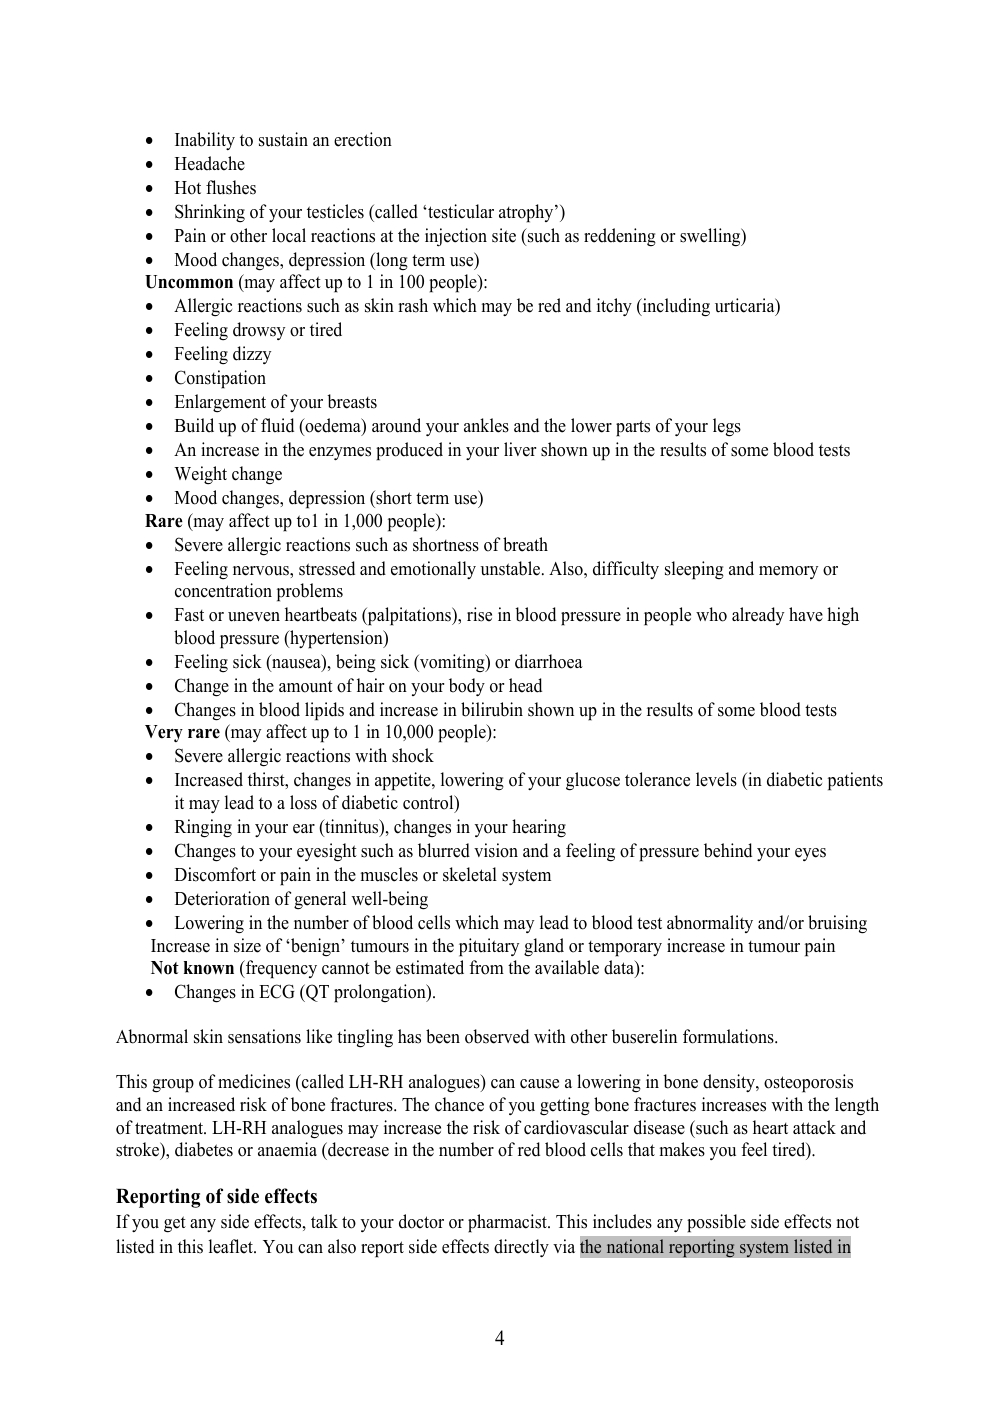 • Inability to sustain an erection
• Headache
• Hot flushes
• Shrinking of your testicles (called ‘testicular atrophy’)
• Pain or other local reactions at the injection site (such as reddening or swelling)
• Mood changes, depression (long term use)
Uncommon (may affect up to 1 in 100 people):
• Allergic reactions such as skin rash which may be red and itchy (including urticaria)
• Feeling drowsy or tired
• Feeling dizzy
• Constipation
• Enlargement of your breasts
• Build up of fluid (oedema) around your ankles and the lower parts of your legs
• An increase in the enzymes produced in your liver shown up in the results of some blood tests
• Weight change
• Mood changes, depression (short term use)
Rare (may affect up to1 in 1,000 people):
• Severe allergic reactions such as shortness of breath
• Feeling nervous, stressed and emotionally unstable. Also, difficulty sleeping and memory or
concentration problems
• Fast or uneven heartbeats (palpitations), rise in blood pressure in people who already have high
blood pressure (hypertension)
• Feeling sick (nausea), being sick (vomiting) or diarrhoea
• Change in the amount of hair on your body or head
• Changes in blood lipids and increase in bilirubin shown up in the results of some blood tests
Very rare (may affect up to 1 in 10,000 people):
• Severe allergic reactions with shock
• Increased thirst, changes in appetite, lowering of your glucose tolerance levels (in diabetic patients
it may lead to a loss of diabetic control)
• Ringing in your ear (tinnitus), changes in your hearing
• Changes to your eyesight such as blurred vision and a feeling of pressure behind your eyes
• Discomfort or pain in the muscles or skeletal system
• Deterioration of general well-being
• Lowering in the number of blood cells which may lead to blood test abnormality and/or bruising
Increase in size of ‘benign’ tumours in the pituitary gland or temporary increase in tumour pain
Not known (frequency cannot be estimated from the available data):
• Changes in ECG (QT prolongation).
Abnormal skin sensations like tingling has been observed with other buserelin formulations.
This group of medicines (called LH-RH analogues) can cause a lowering in bone density, osteoporosis
and an increased risk of bone fractures. The chance of you getting bone fractures increases with the length
of treatment. LH-RH analogues may increase the risk of cardiovascular disease (such as heart attack and
stroke), diabetes or anaemia (decrease in the number of red blood cells that makes you feel tired).
Reporting of side effects
If you get any side effects, talk to your doctor or pharmacist. This includes any possible side effects not
listed in this leaflet. You can also report side effects directly via the national reporting system listed in
4